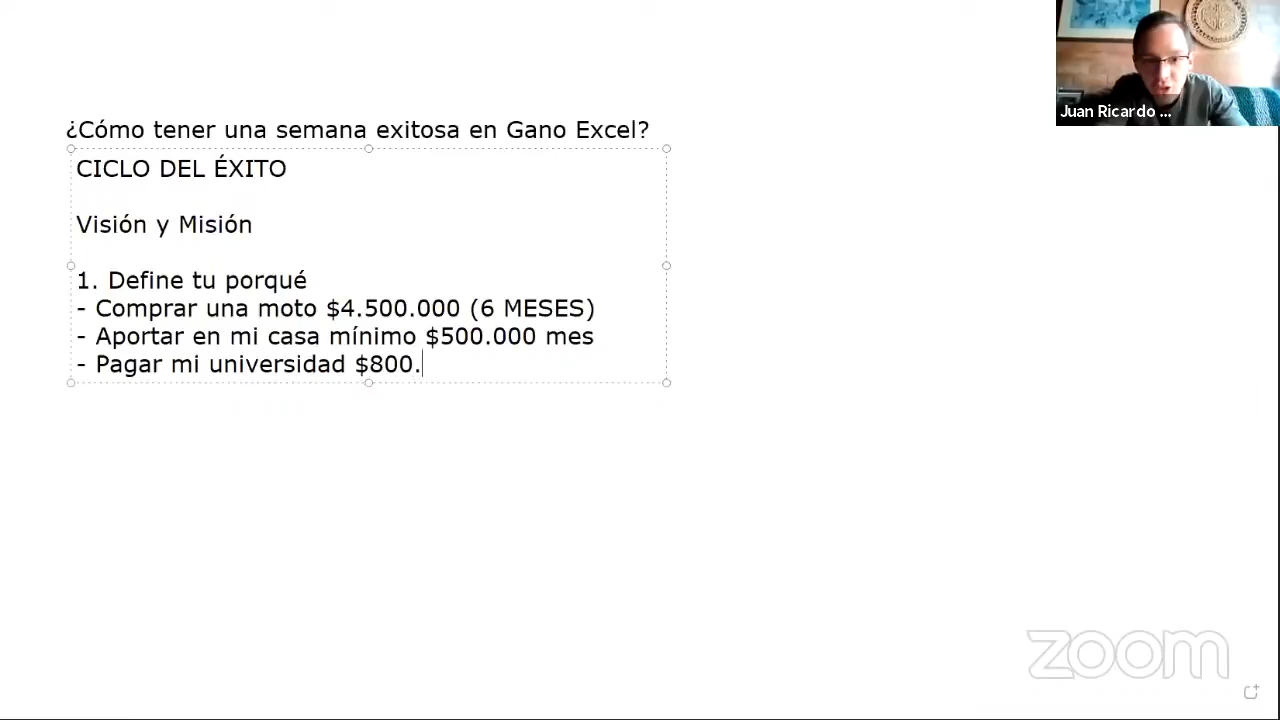 ¿Cómo tener una semana exitosa en Gano Excel?
CICLO DEL ÉXITO
Visión y Misión
1. Define tu porqué
- Comprar una moto $4.500.000 (6 MESES)
- Aportar en mi casa mínimo $500.000 mes
- Pagar mi universidad $800.
Juan Ricardo ...
zoom